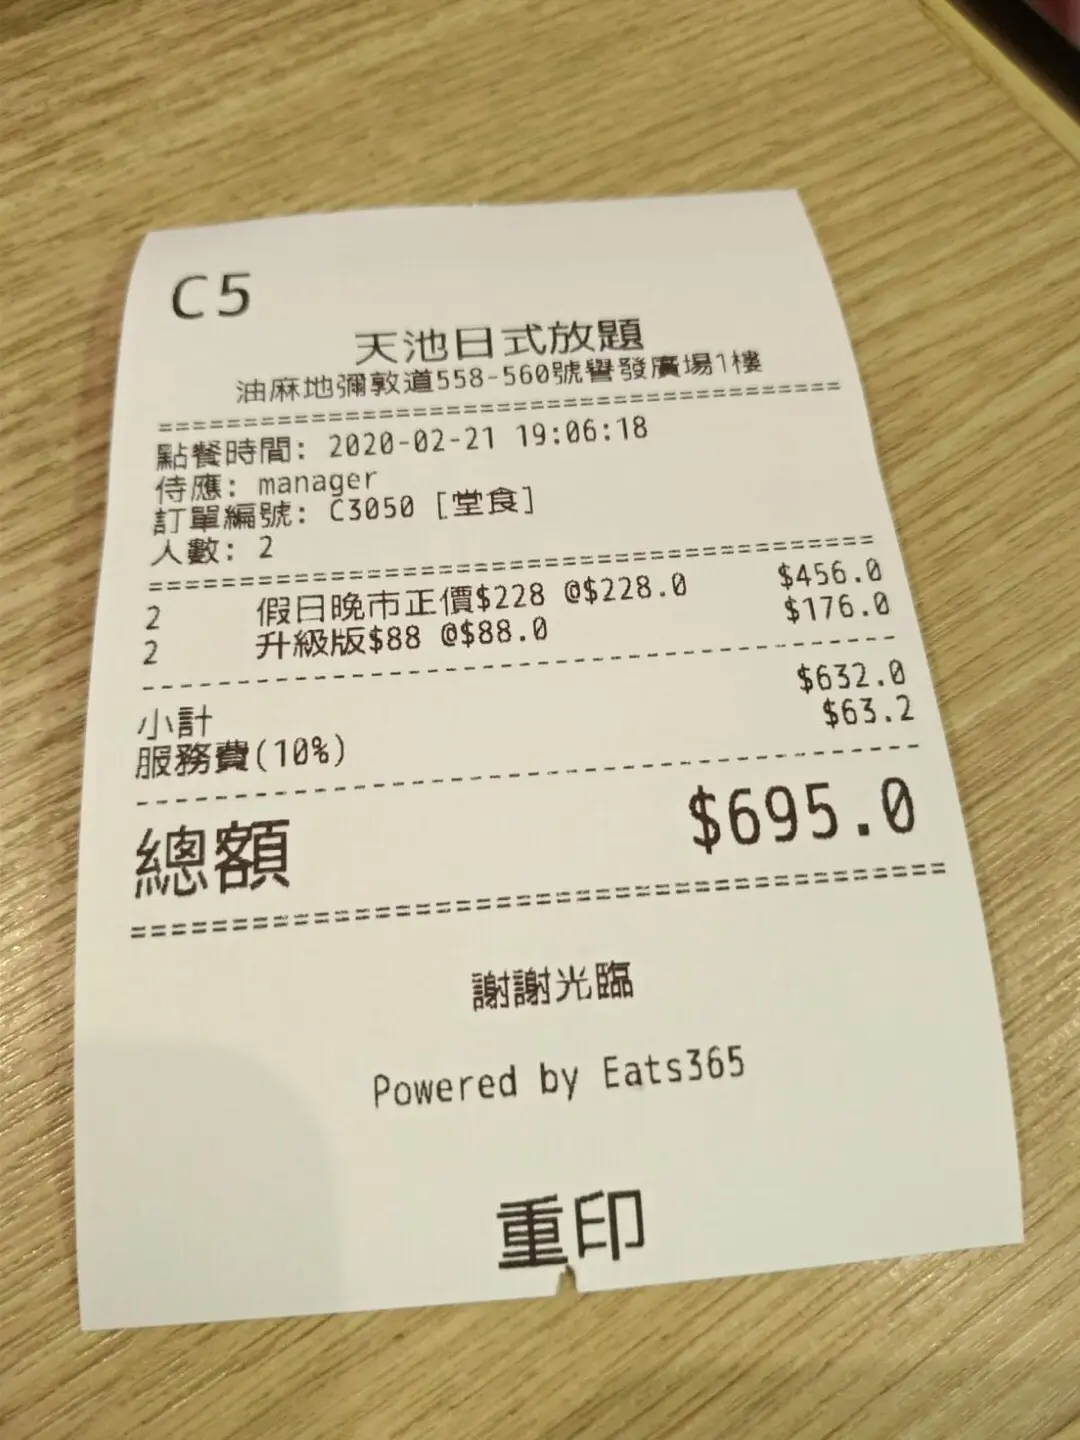 C5
天池日式放題
油麻地彌敦道558-560號譽發廣場1樓
========================================
點餐時間: 2020-02-21 19:06:18
侍應: manager
訂單編號: C3050 [堂食]
人數: 2
========================================
2 假日晚市正價$228 @$228.0 $456.0
2 升級版$88 @$88.0 $176.0
----------------------------------------
小計 $632.0
服務費(10%) $63.2
----------------------------------------
總額 $695.0
========================================
謝謝光臨
Powered by Eats365
重印